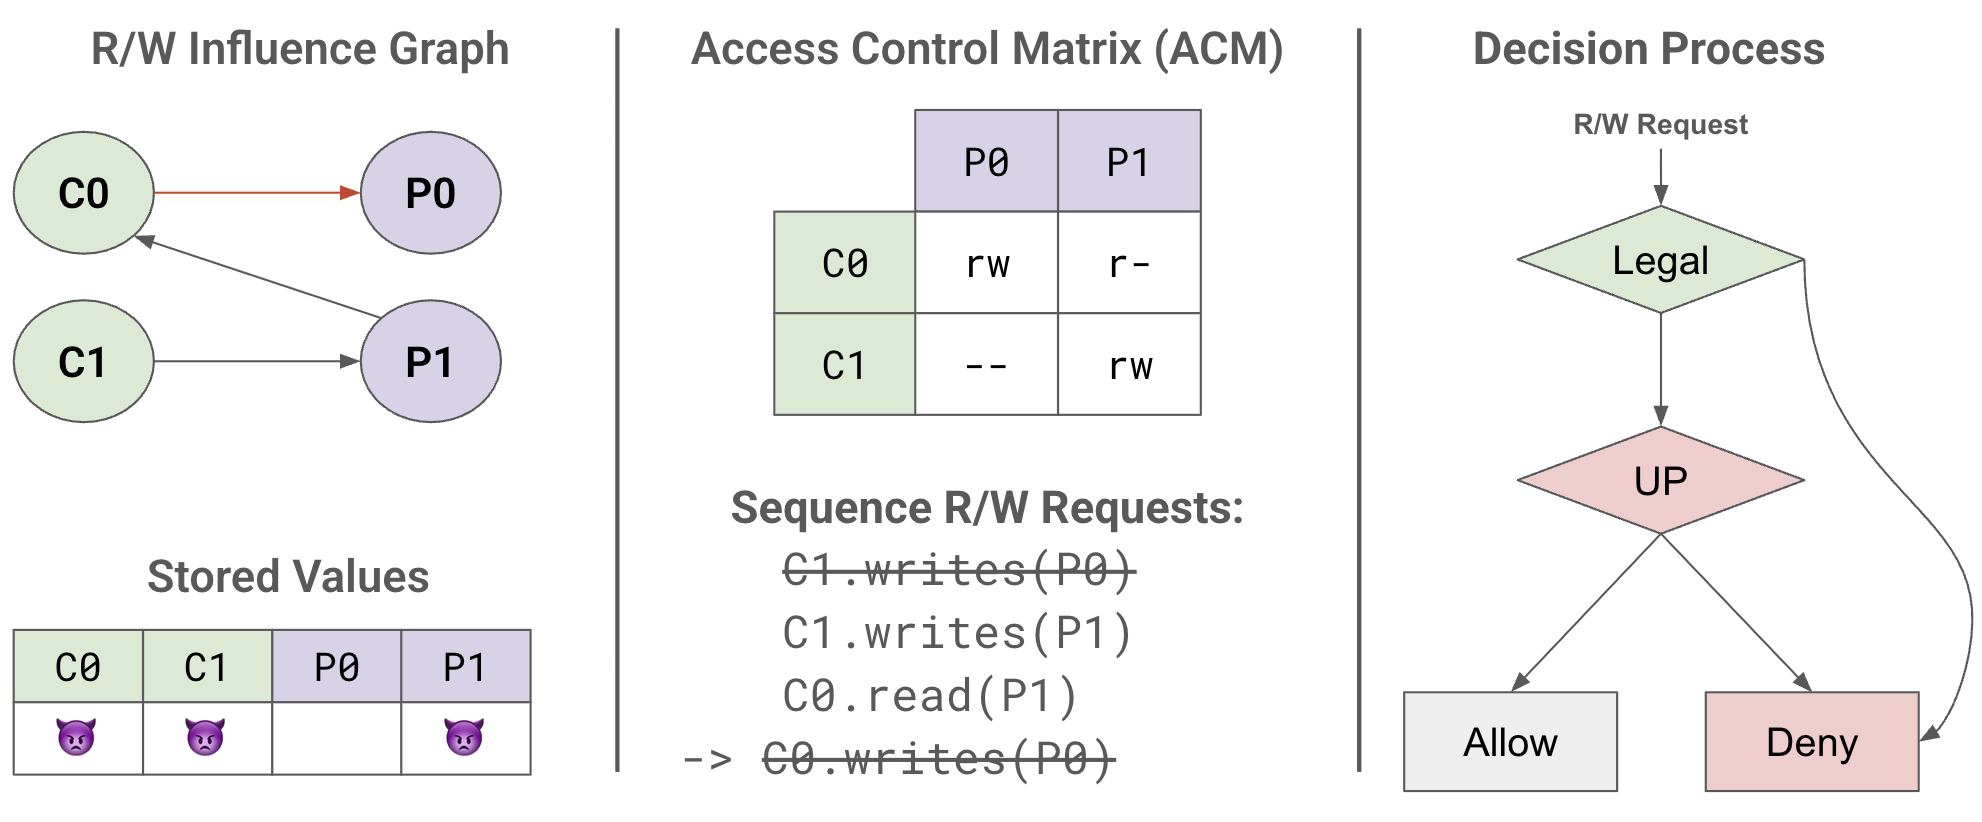 R/W Influence Graph
C0
P0
C1
P1
Stored Values
C0 C1 P0 P1
Access Control Matrix (ACM)
P0 P1
C0 rw r-
C1 -- rw
Sequence R/W Requests:
C1.writes(P0)
C1.writes(P1)
C0.read(P1)
-> C0.writes(P0)
Decision Process
R/W Request
Legal
UP
Allow
Deny